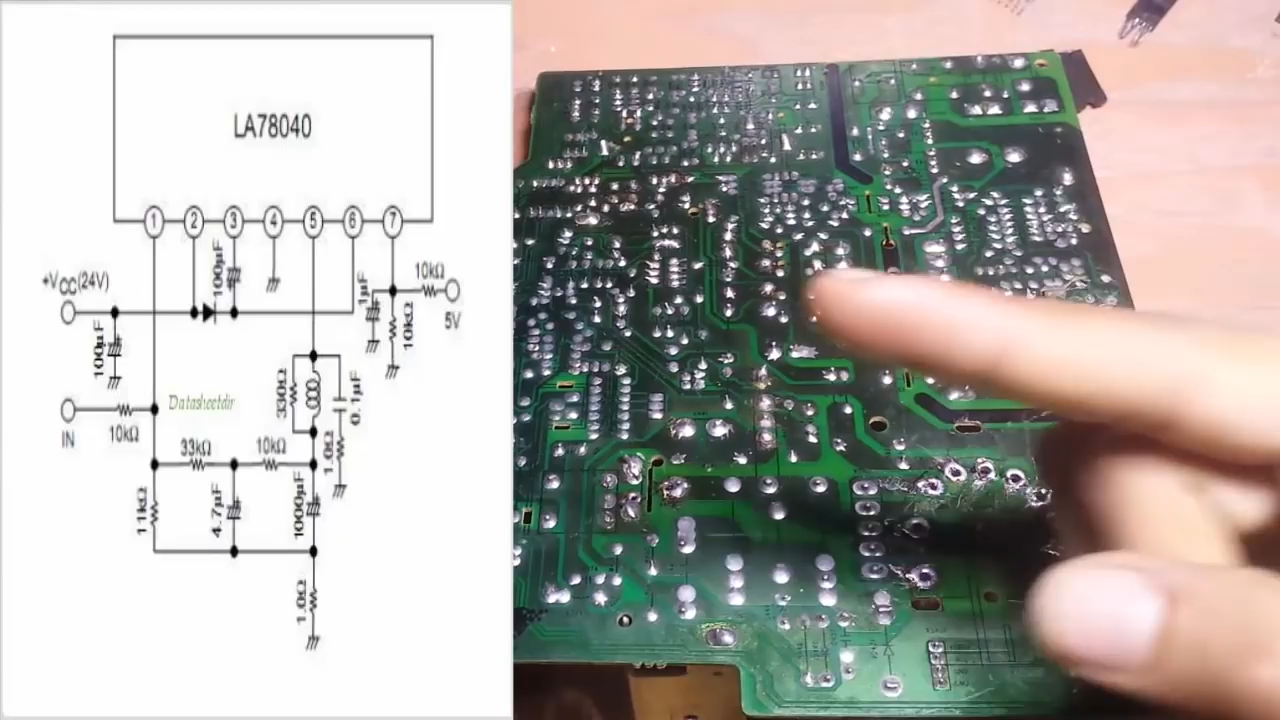 LA78040
1 2 3 4 5 6 7
+VCC(24V)
100μF
10kΩ
5V
1μF
10kΩ
100μF
330Ω
0.1μF
Datasheetdir
IN
10kΩ
33kΩ
10kΩ
1.0Ω
11kΩ
4.7μF
1000μF
1.0Ω